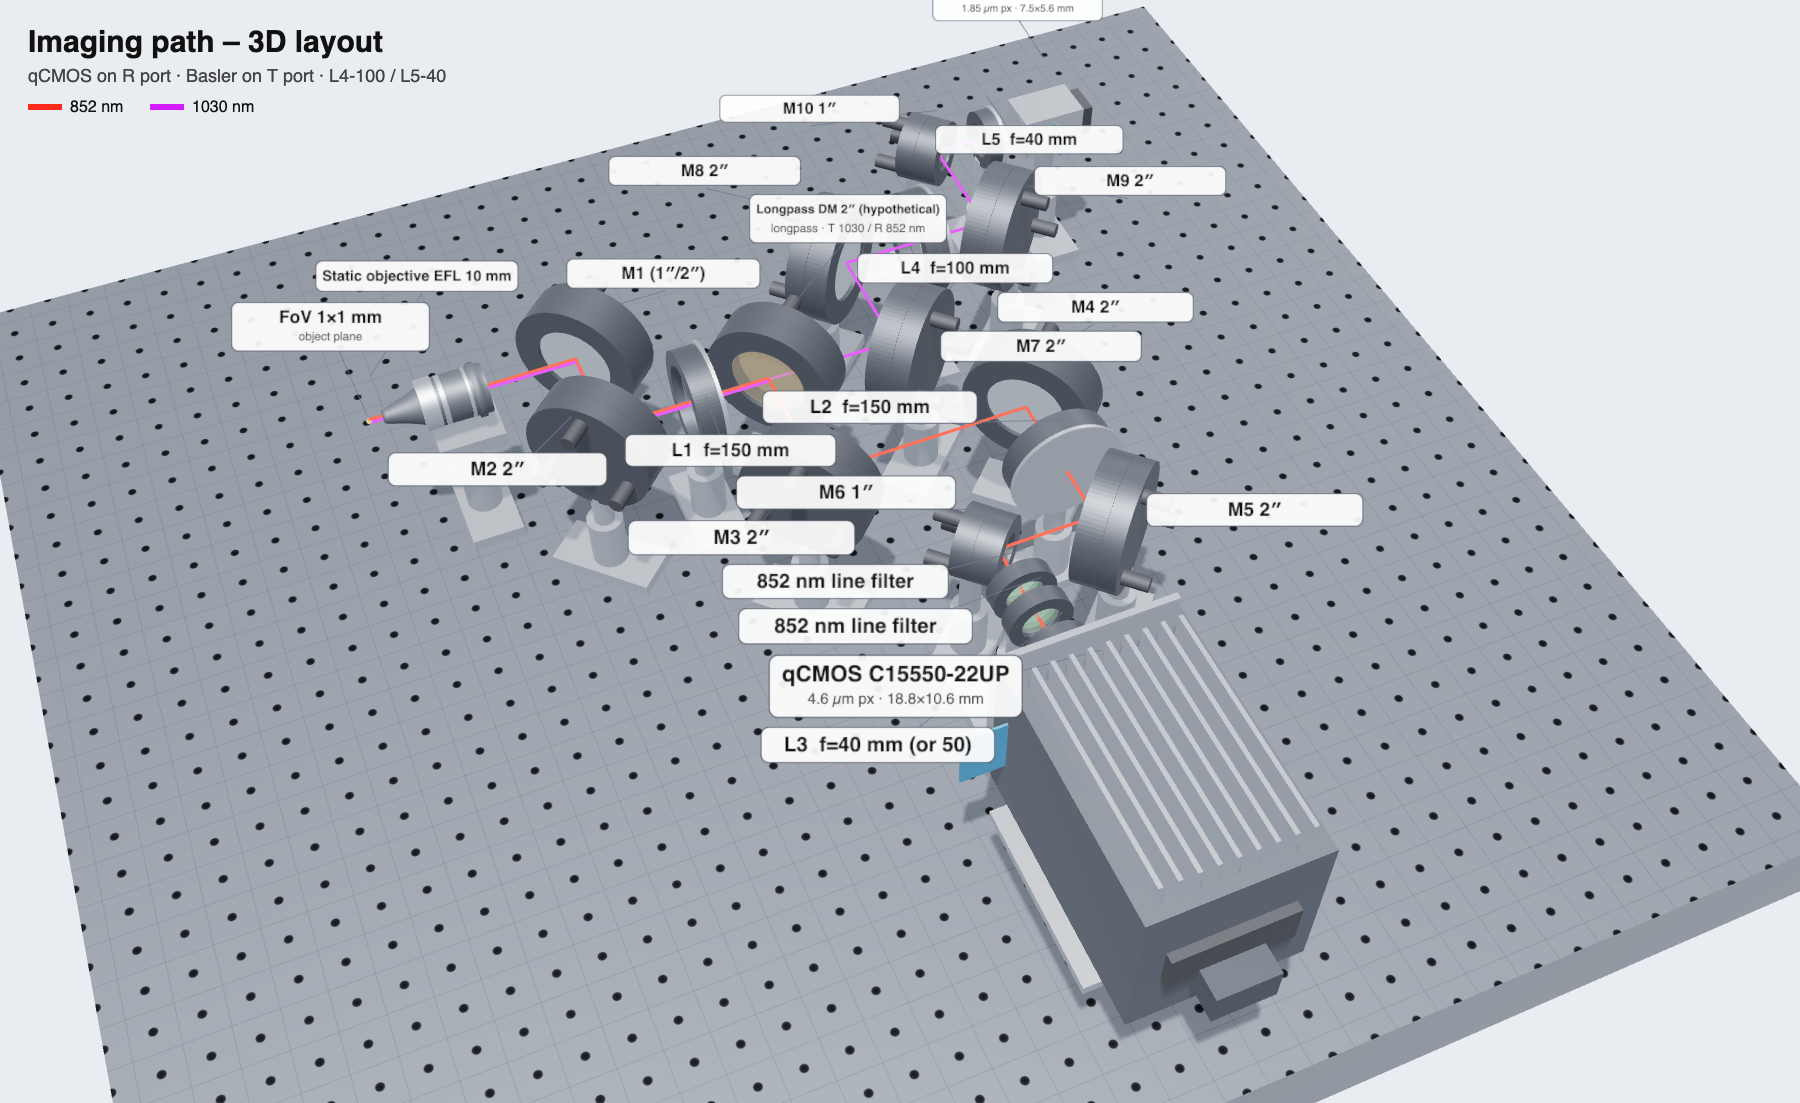 1.85 µm px · 7.5×5.6 mm
Imaging path – 3D layout
qCMOS on R port · Basler on T port · L4-100 / L5-40
852 nm
1030 nm
M10 1″
L5 f=40 mm
M8 2″
M9 2″
Longpass DM 2″ (hypothetical)
longpass · T 1030 / R 852 nm
Static objective EFL 10 mm
M1 (1″/2″)
L4 f=100 mm
FoV 1×1 mm
object plane
M4 2″
M7 2″
L2 f=150 mm
L1 f=150 mm
M2 2″
M6 1″
M5 2″
M3 2″
852 nm line filter
852 nm line filter
qCMOS C15550-22UP
4.6 µm px · 18.8×10.6 mm
L3 f=40 mm (or 50)